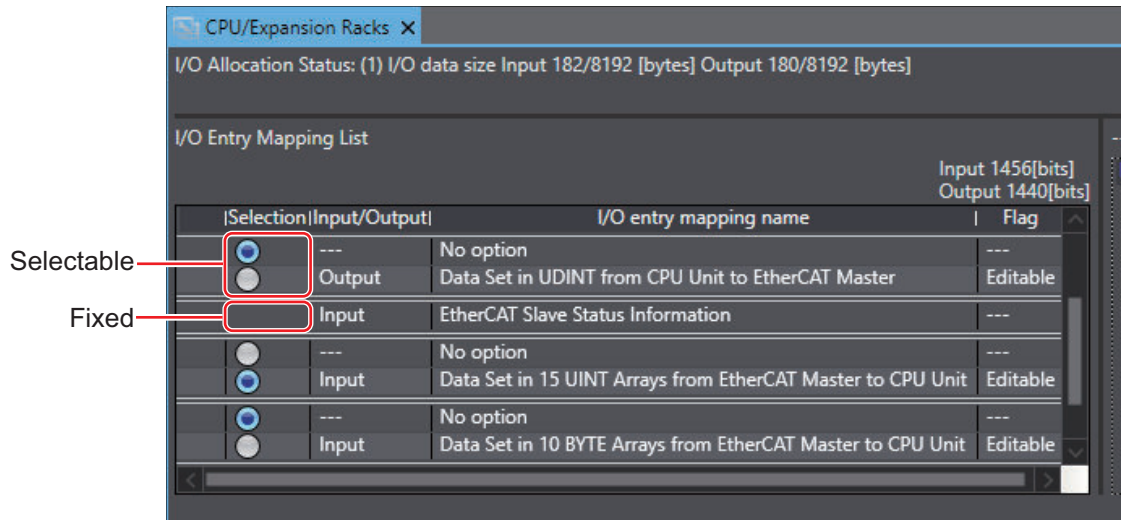 CPU/Expansion Racks X
I/O Allocation Status: (1) I/O data size Input 182/8192 [bytes] Output 180/8192 [bytes]
I/O Entry Mapping List
Input 1456[bits]
Output 1440[bits]
|Selection|Input/Output| I/O entry mapping name | Flag
Selectable
--- No option ---
Output Data Set in UDINT from CPU Unit to EtherCAT Master Editable
Fixed
Input EtherCAT Slave Status Information ---
--- No option ---
Input Data Set in 15 UINT Arrays from EtherCAT Master to CPU Unit Editable
--- No option ---
Input Data Set in 10 BYTE Arrays from EtherCAT Master to CPU Unit Editable